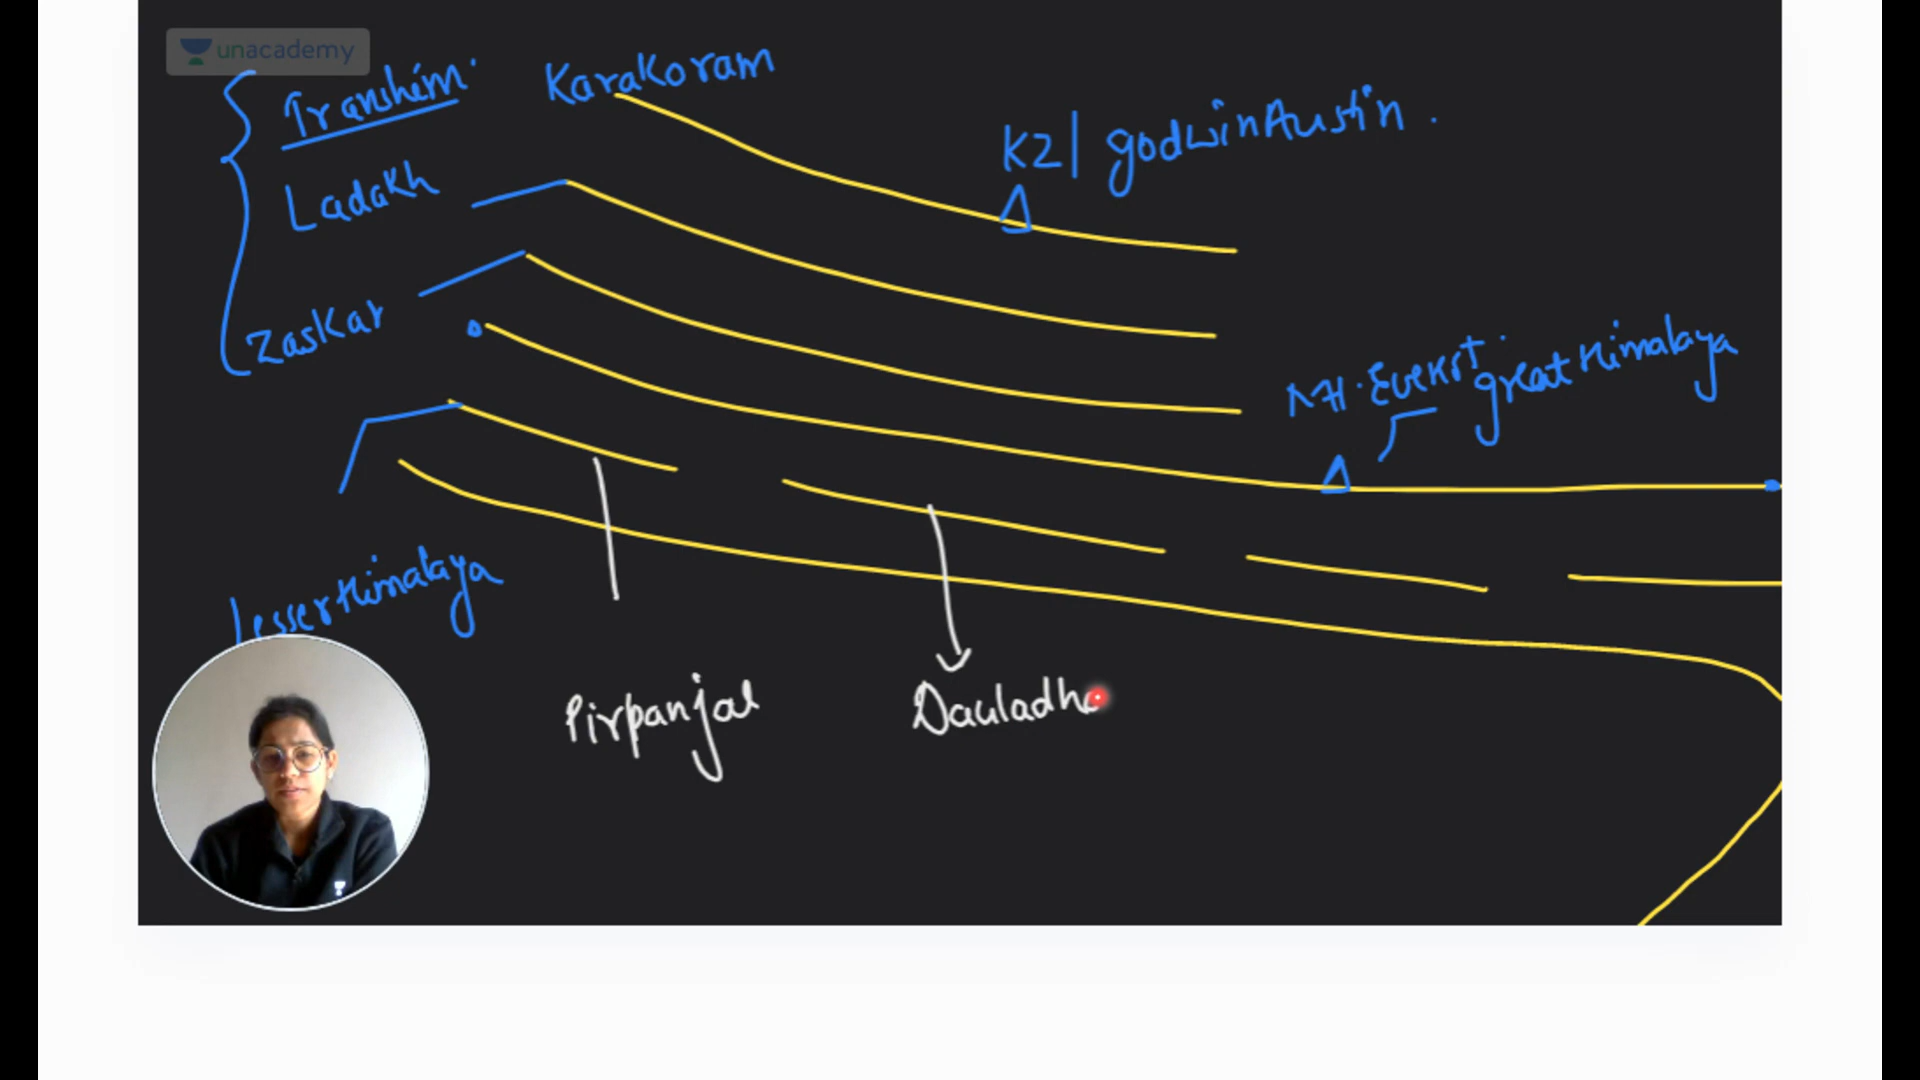 unacademy
Transhim.
Karakoram
K2| godwinAustin.
Ladakh
Zaskar
Mt. Everst.
great Himalaya
lesser Himalaya
Pirpanjal
Dauladha